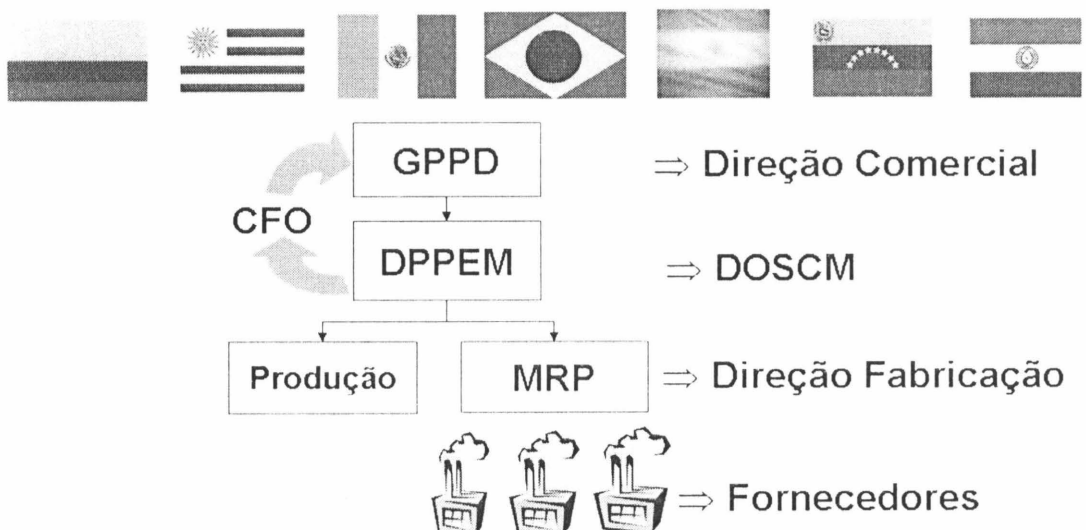 GPPD ⇒ Direção Comercial
CFO
DPPEM ⇒ DOSCM
Produção MRP ⇒ Direção Fabricação
⇒ Fornecedores